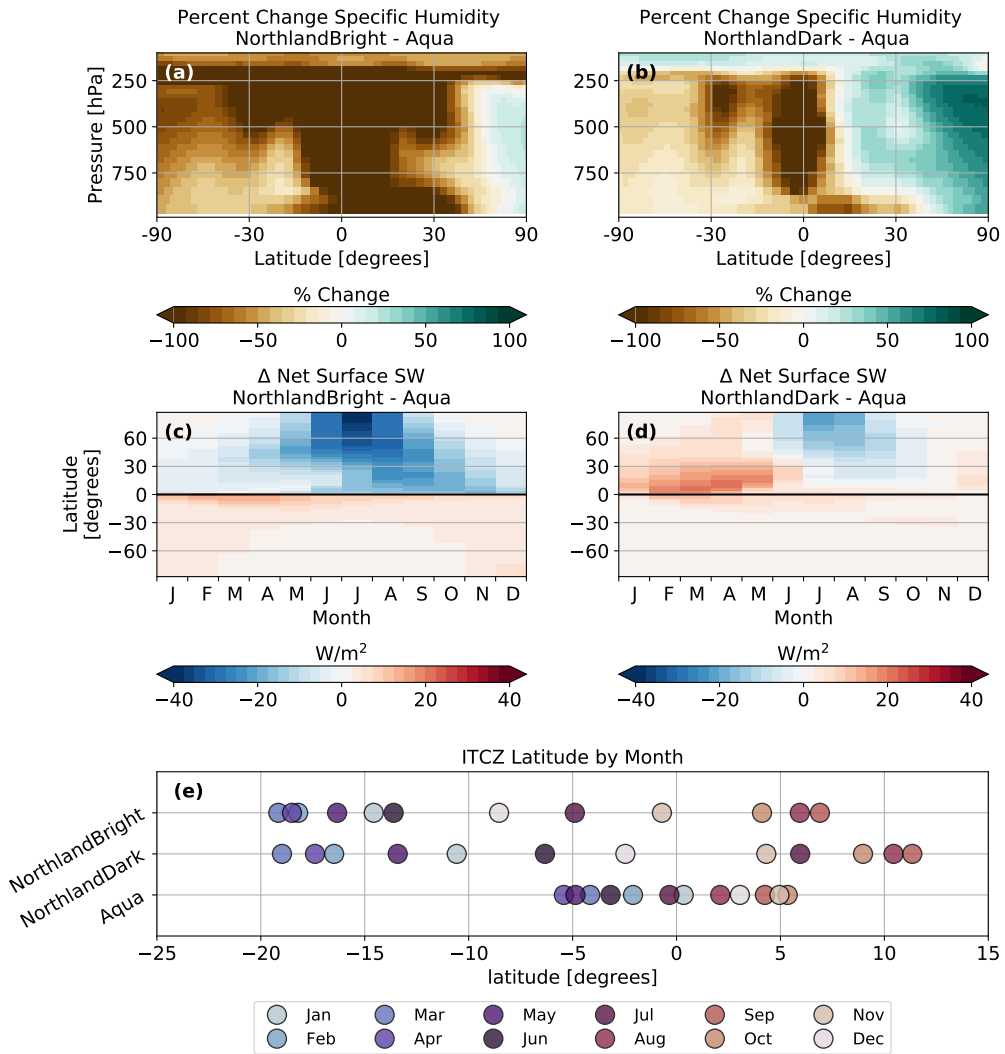 Percent Change Specific Humidity
NorthlandBright - Aqua
Percent Change Specific Humidity
NorthlandDark - Aqua
(a)
(b)
Pressure [hPa]
250
500
750
250
500
750
-90
-30
0
30
90
-90
-30
0
30
90
Latitude [degrees]
Latitude [degrees]
% Change
% Change
−100
−50
0
50
100
−100
−50
0
50
100
Δ Net Surface SW
NorthlandBright - Aqua
Δ Net Surface SW
NorthlandDark - Aqua
(c)
(d)
Latitude
[degrees]
60
30
0
−30
−60
60
30
0
−30
−60
J F M A M J J A S O N D
J F M A M J J A S O N D
Month
Month
W/m²
W/m²
−40
−20
0
20
40
−40
−20
0
20
40
ITCZ Latitude by Month
(e)
NorthlandBright
NorthlandDark
Aqua
−25
−20
−15
−10
−5
0
5
10
15
latitude [degrees]
Jan
Mar
May
Jul
Sep
Nov
Feb
Apr
Jun
Aug
Oct
Dec